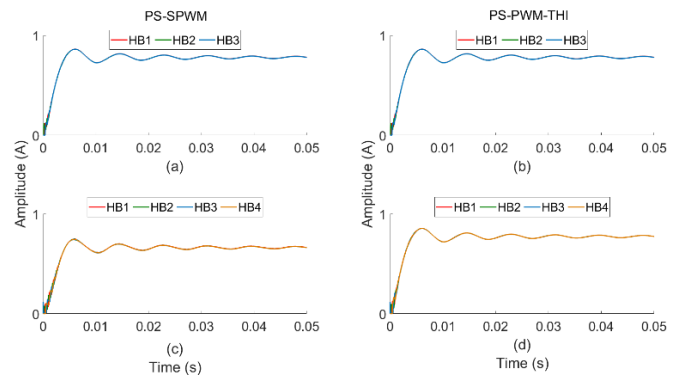 PS-SPWM
PS-PWM-THI
HB1 HB2 HB3
HB1 HB2 HB3
1
0
0 0.01 0.02 0.03 0.04 0.05
(a)
1
0
0 0.01 0.02 0.03 0.04 0.05
(b)
Amplitude (A)
Amplitude (A)
HB1 HB2 HB3 HB4
HB1 HB2 HB3 HB4
1
0
0 0.01 0.02 0.03 0.04 0.05
(c)
Time (s)
1
0
0 0.01 0.02 0.03 0.04 0.05
(d)
Time (s)